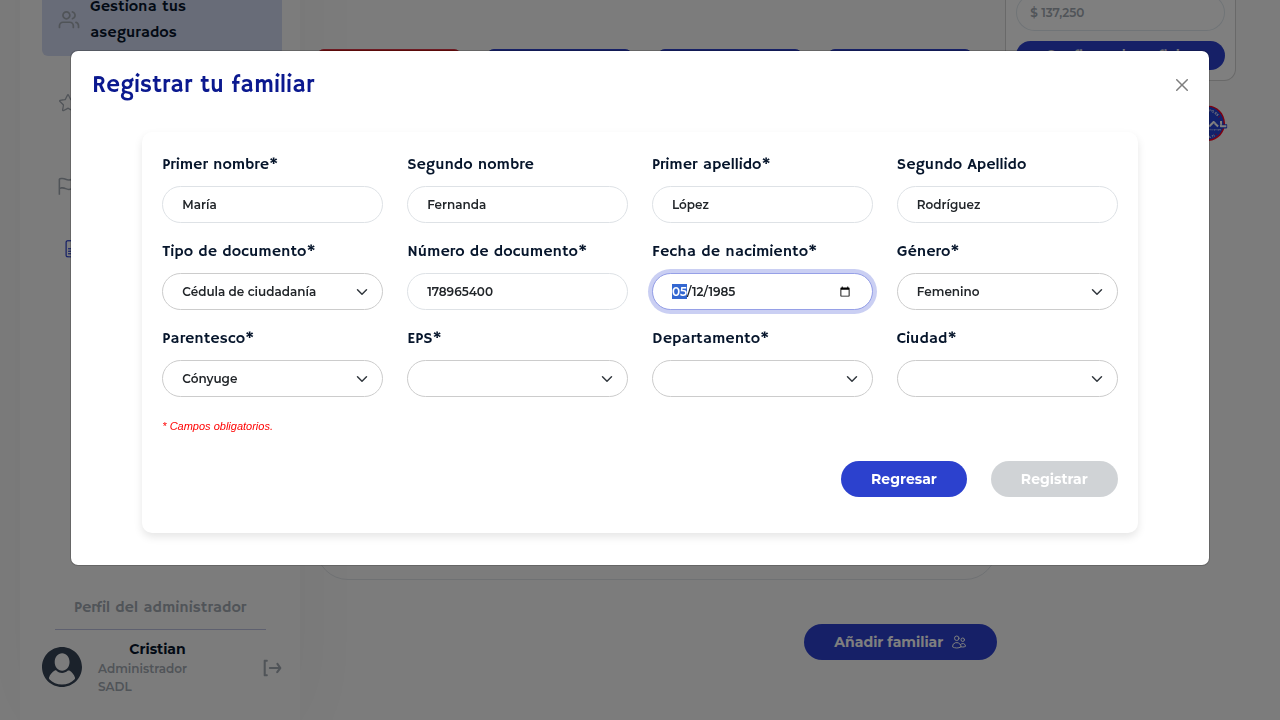 Gestiona tus
asegurados
$ 137,250
Registrar tu familiar
Primer nombre*
Segundo nombre
Primer apellido*
Segundo Apellido
María
Fernanda
López
Rodríguez
Tipo de documento*
Número de documento*
Fecha de nacimiento*
Género*
Cédula de ciudadanía
178965400
05/12/1985
Femenino
Parentesco*
EPS*
Departamento*
Ciudad*
Cónyuge
* Campos obligatorios.
Regresar
Registrar
Perfil del administrador
Cristian
Administrador
SADL
Añadir familiar